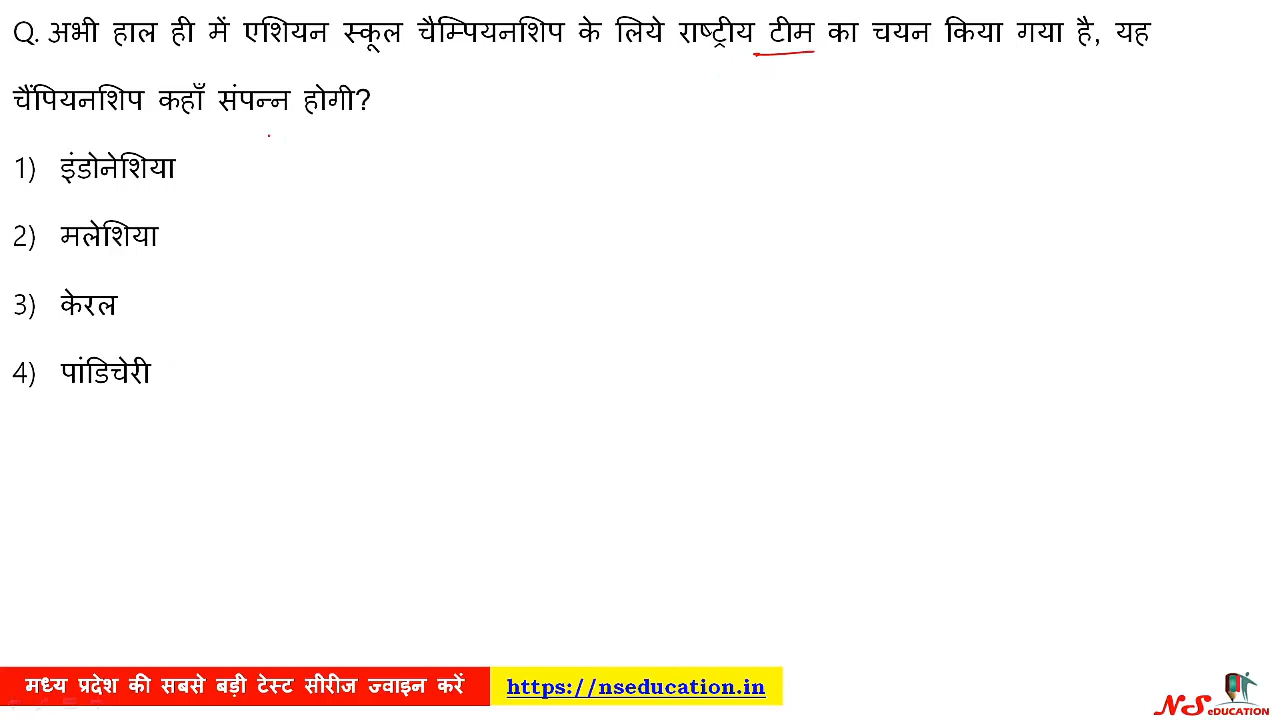 Q. अभी हाल ही में एशियन स्कूल चैम्पियनशिप के लिये राष्ट्रीय टीम का चयन किया गया है, यह
चैंपियनशिप कहाँ संपन्न होगी?
1) इंडोनेशिया
2) मलेशिया
3) केरल
4) पांडिचेरी
मध्य प्रदेश की सबसे बड़ी टेस्ट सीरीज ज्वाइन करें https://nseducation.in
NS eDUCATION